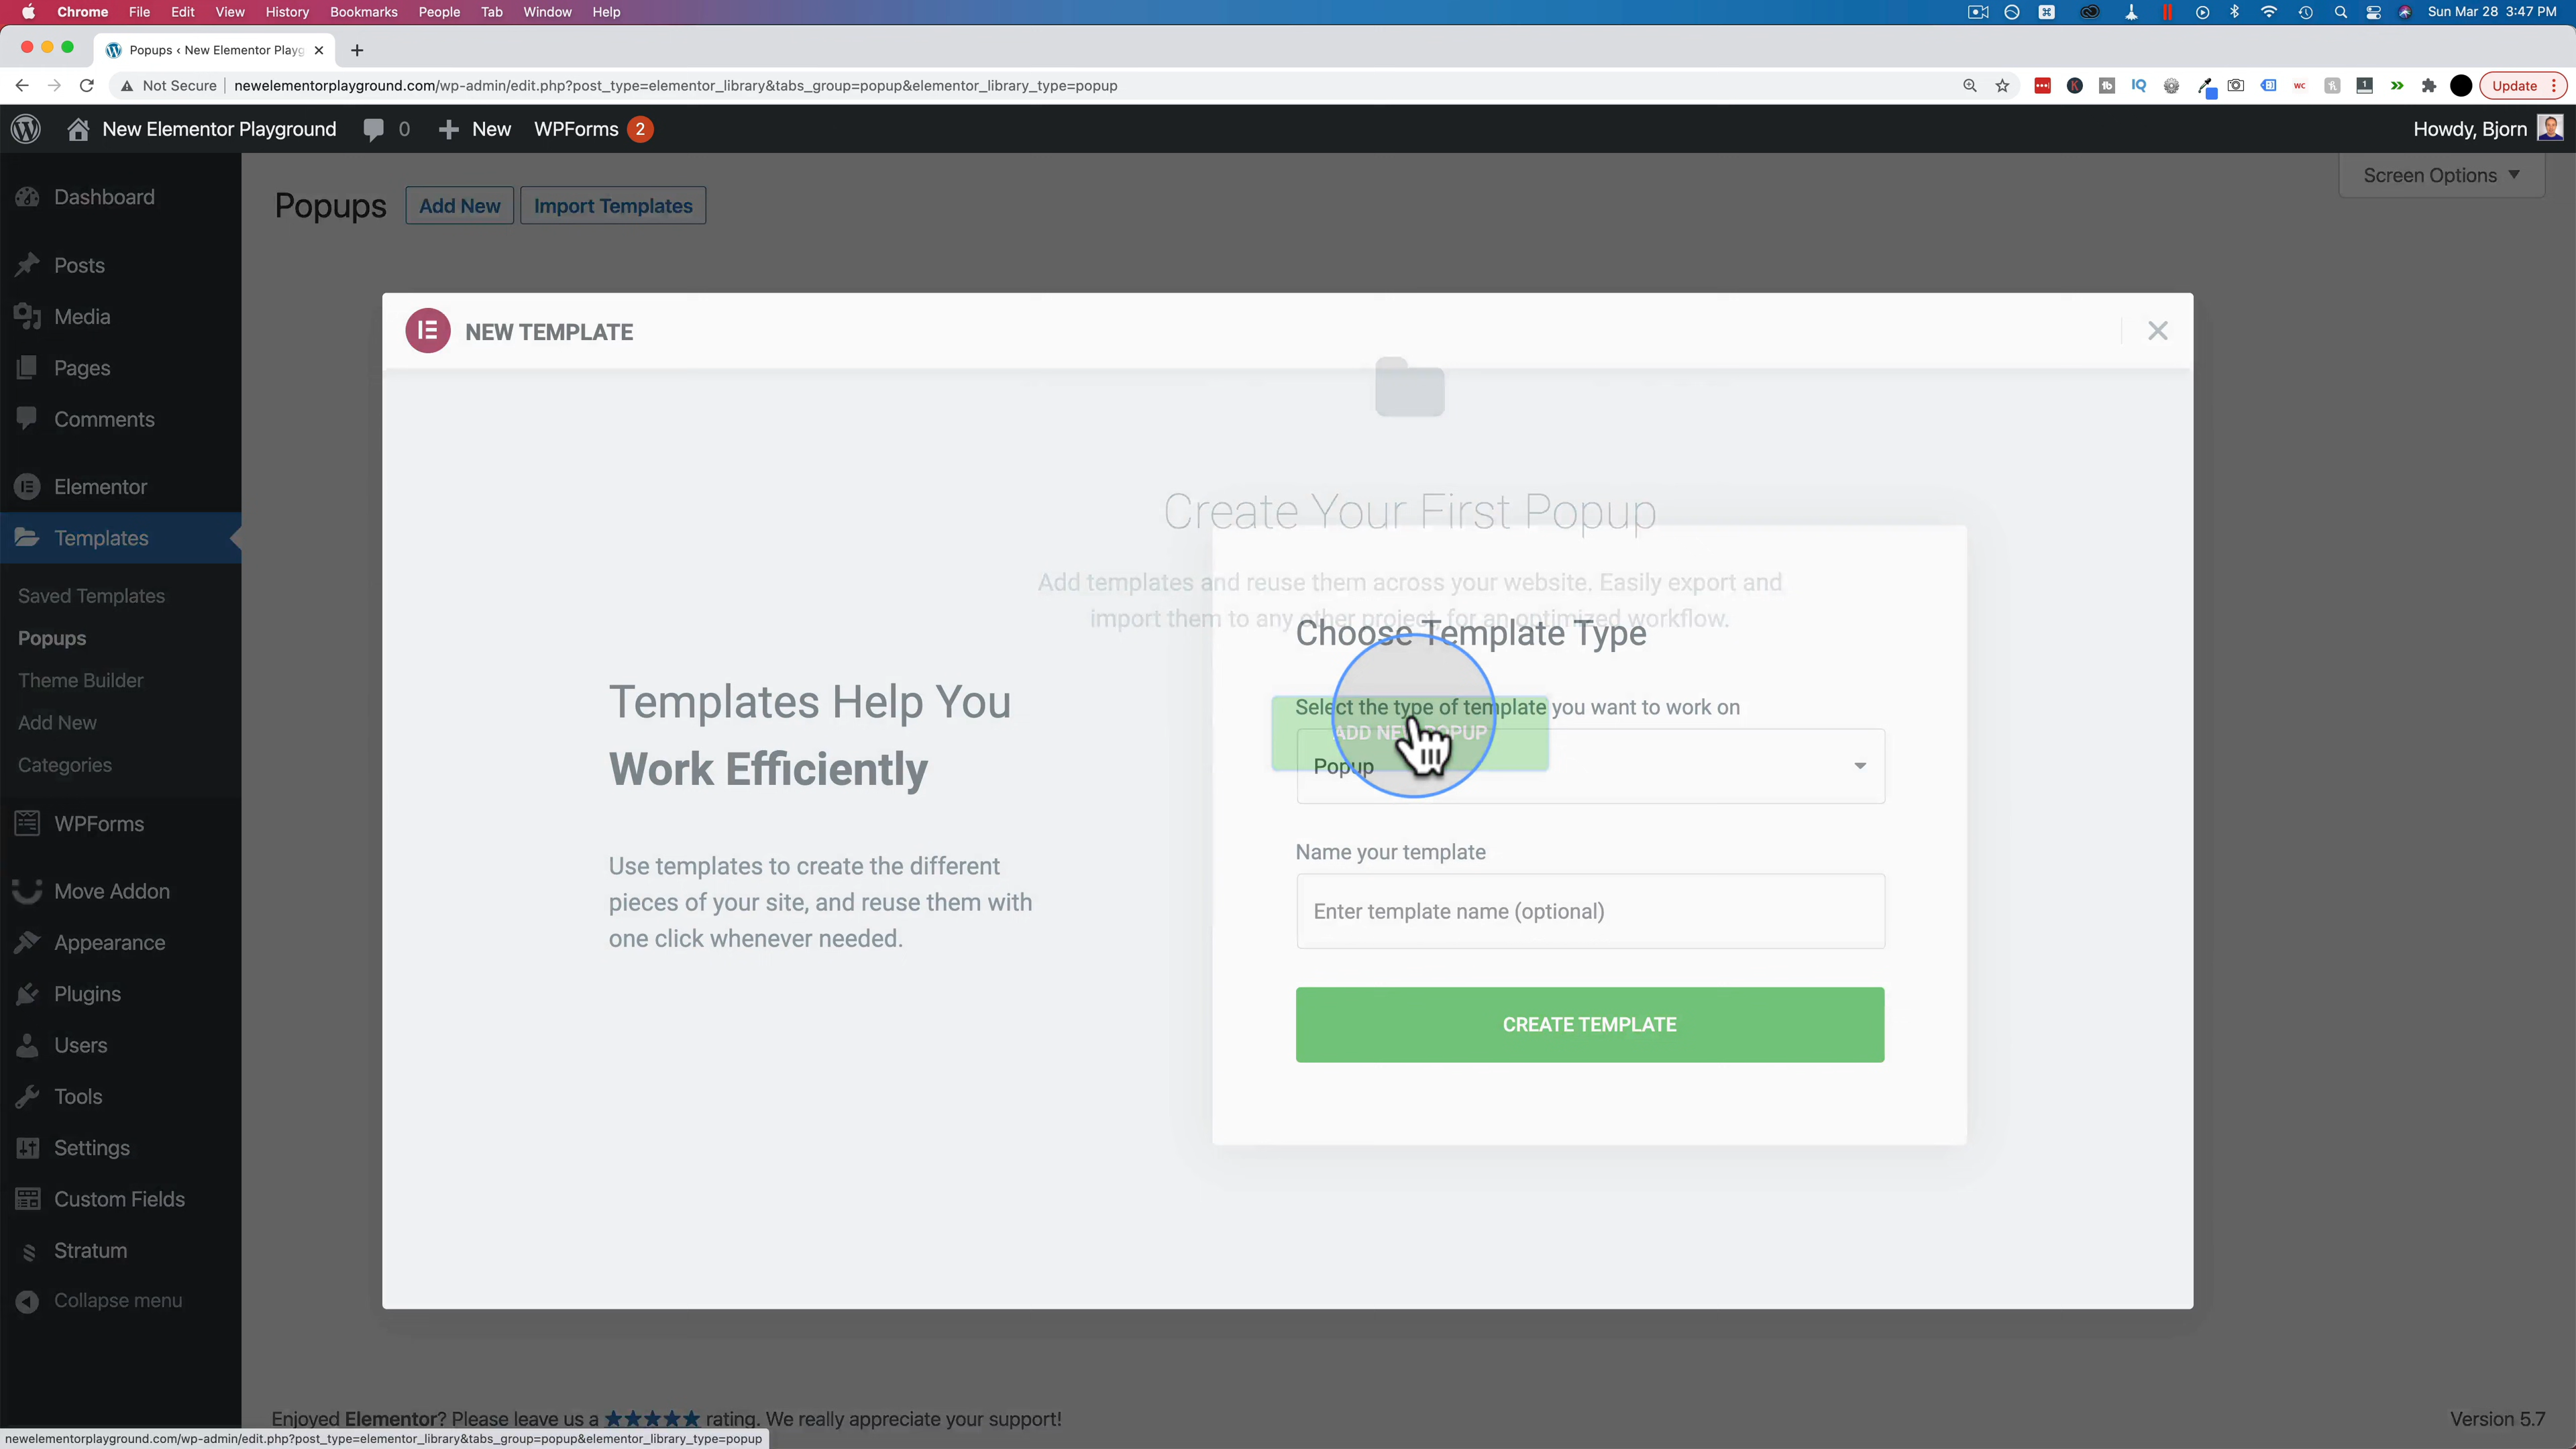 Chrome File Edit View History Bookmarks People Tab Window Help
Sun Mar 28 3:47 PM
Popups ‹ New Elementor Playg
Not Secure newelementorplayground.com/wp-admin/edit.php?post_type=elementor_library&tabs_group=popup&elementor_library_type=popup
Update
New Elementor Playground 0 New WPForms 2
Howdy, Bjorn
Dashboard
Posts
Media
Pages
Comments
Elementor
Templates
Saved Templates
Popups
Theme Builder
Add New
Categories
WPForms
Move Addon
Appearance
Plugins
Users
Tools
Settings
Custom Fields
Stratum
Collapse menu
Popups Add New Import Templates
Screen Options
NEW TEMPLATE
Create Your First Popup
Add templates and reuse them across your website. Easily export and
import them to any other project, for an optimized workflow.
ADD NEW POPUP
Templates Help You
Work Efficiently
Use templates to create the different
pieces of your site, and reuse them with
one click whenever needed.
Choose Template Type
Select the type of template you want to work on
Popup
Name your template
Enter template name (optional)
CREATE TEMPLATE
Enjoyed Elementor? Please leave us a ★★★★★ rating. We really appreciate your support!
Version 5.7
newelementorplayground.com/wp-admin/edit.php?post_type=elementor_library&tabs_group=popup&elementor_library_type=popup